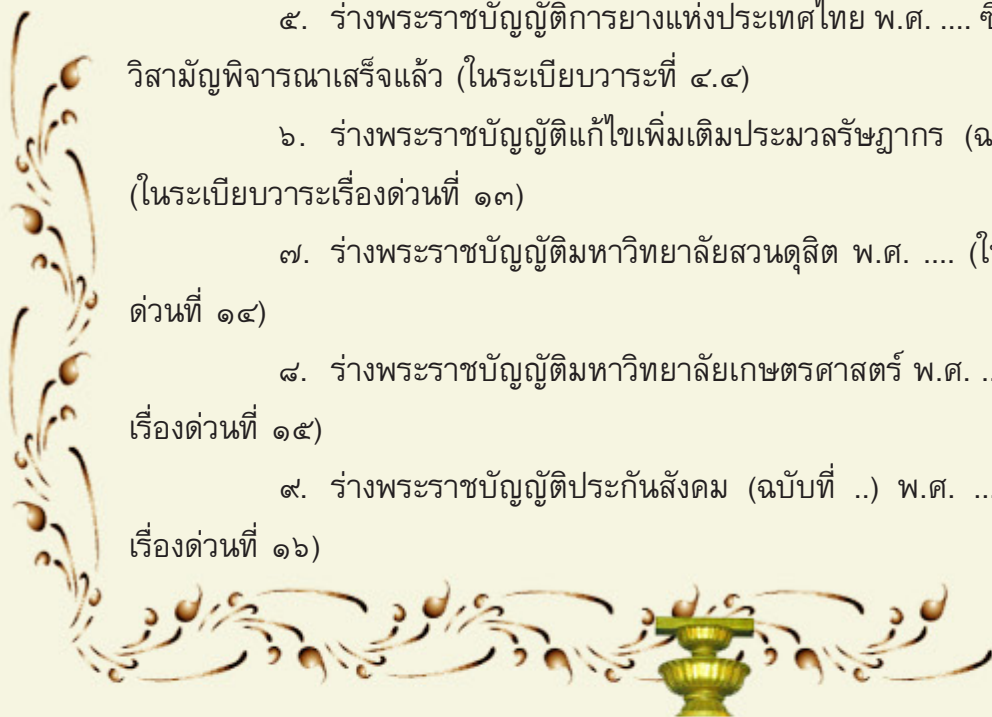 ๕. ร่างพระราชบัญญัติการยางแห่งประเทศไทย พ.ศ. ....
วิสามัญพิจารณาเสร็จแล้ว (ในระเบียบวาระที่ ๔.๔)
๖. ร่างพระราชบัญญัติแก้ไขเพิ่มเติมประมวลรัษฎากร
(ในระเบียบวาระเรื่องด่วนที่ ๑๓)
๗. ร่างพระราชบัญญัติมหาวิทยาลัยสวนดุสิต พ.ศ. ....
ด่วนที่ ๑๔)
๘. ร่างพระราชบัญญัติมหาวิทยาลัยเกษตรศาสตร์ พ.ศ. ..
เรื่องด่วนที่ ๑๕)
๙. ร่างพระราชบัญญัติประกันสังคม (ฉบับที่ ..) พ.ศ. ...
เรื่องด่วนที่ ๑๖)